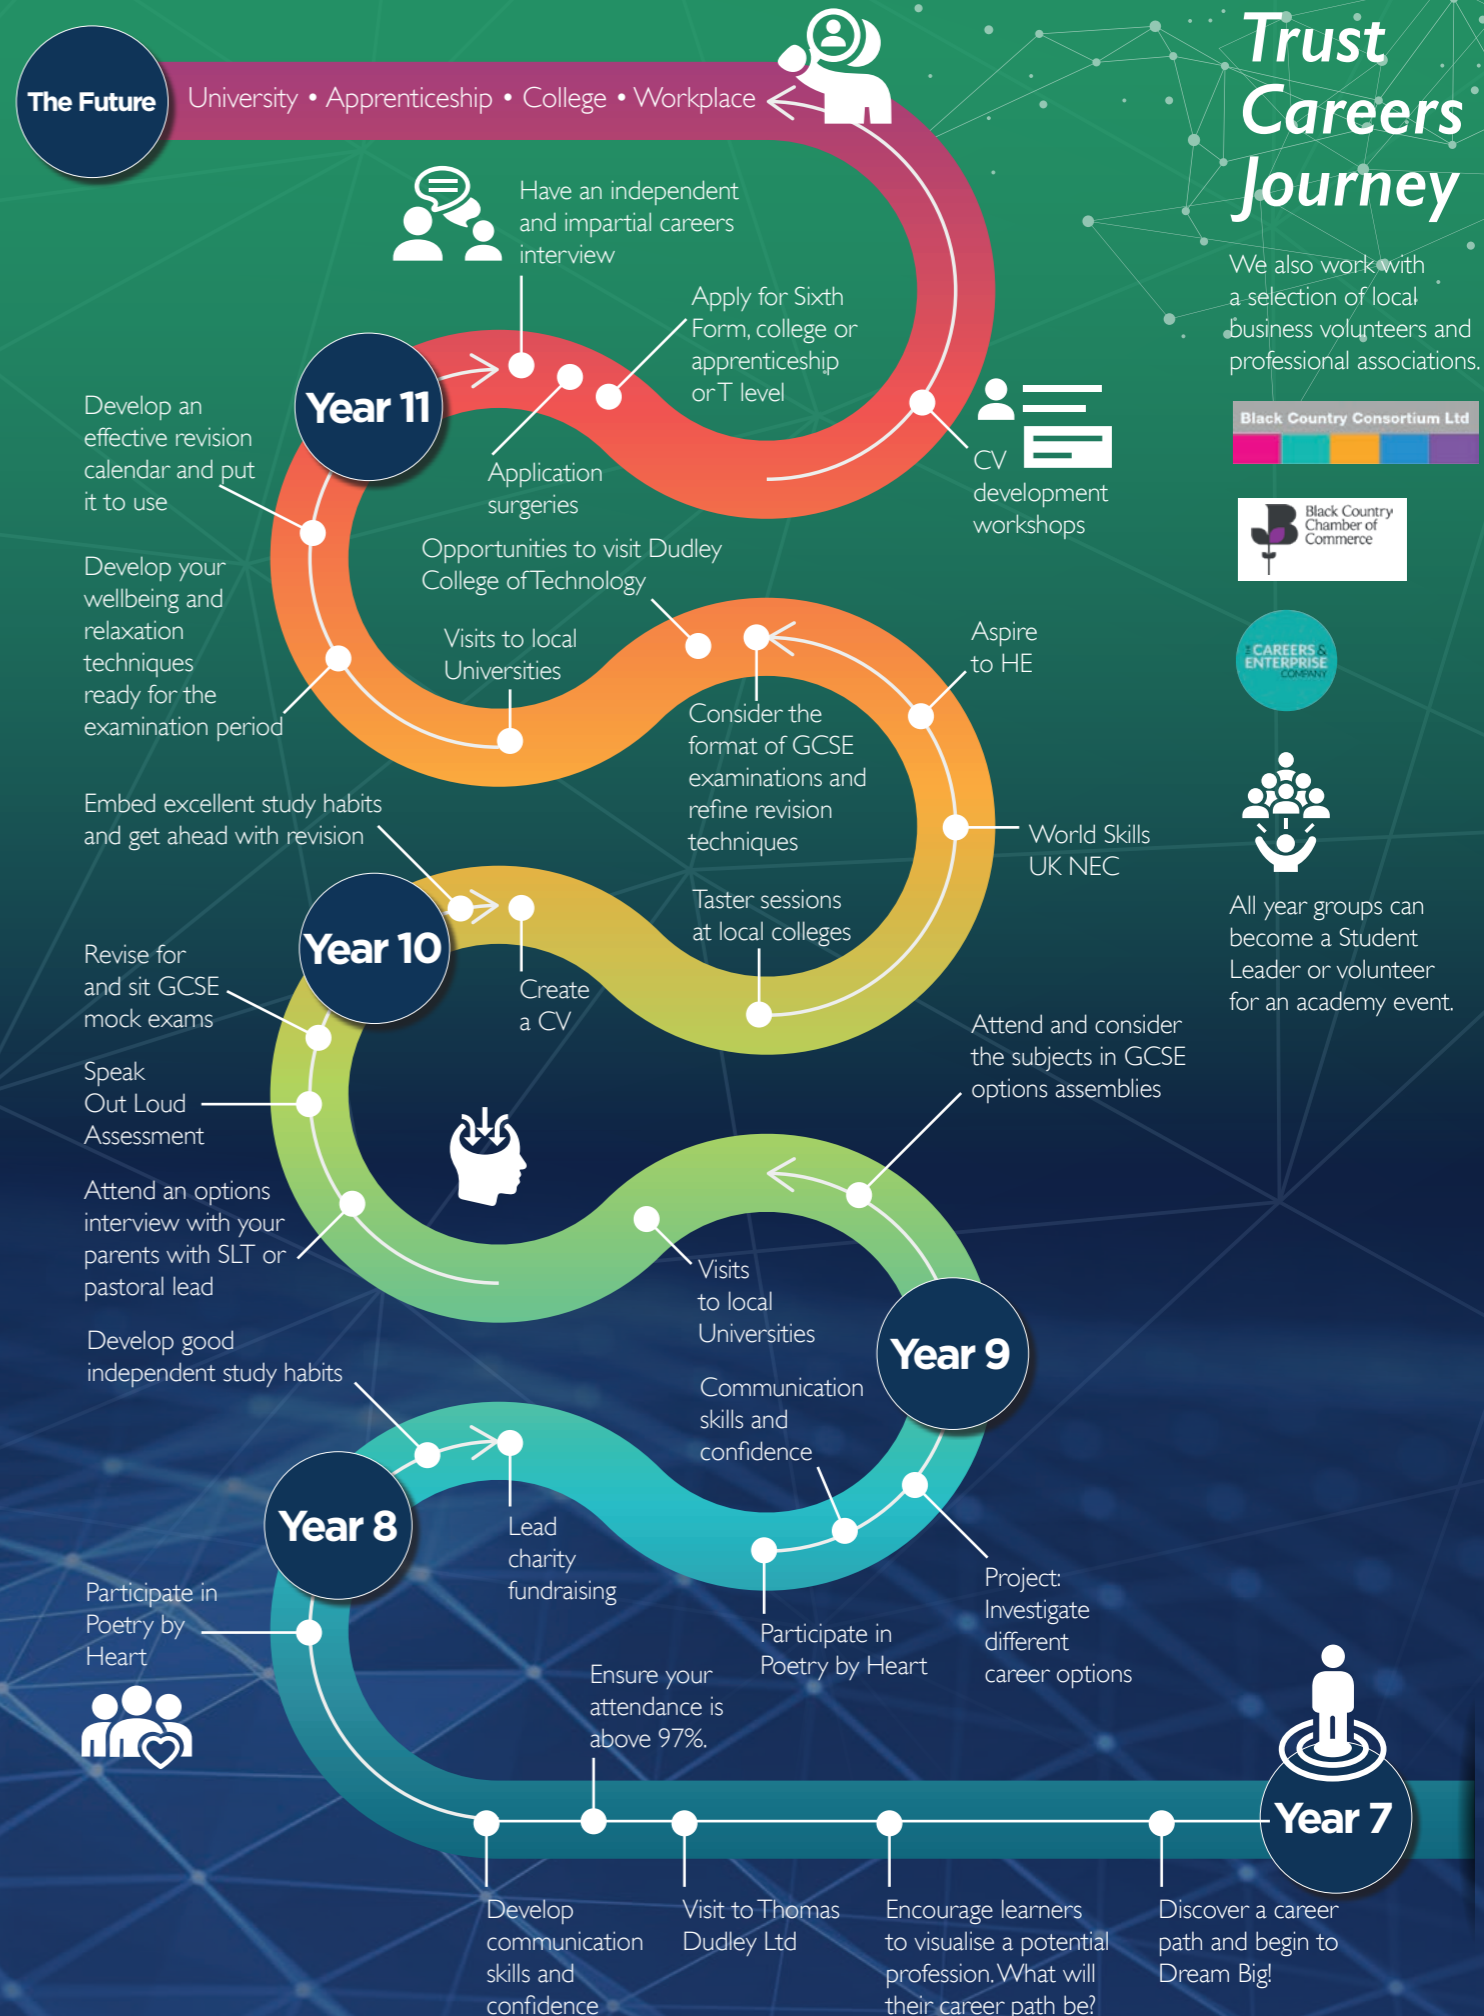 Trust
Careers
Journey
We also work with
a selection of local
business volunteers and
professional associations.
Black Country Consortium Ltd
Black Country
Chamber of
Commerce
THE CAREERS &
ENTERPRISE
COMPANY
All year groups can
become a Student
Leader or volunteer
for an academy event.
The Future
University • Apprenticeship • College • Workplace
Have an independent
and impartial careers
interview
Apply for Sixth
Form, college or
apprenticeship
or T level
Year 11
Application
surgeries
CV
development
workshops
Develop an
effective revision
calendar and put
it to use
Develop your
wellbeing and
relaxation
techniques
ready for the
examination period
Opportunities to visit Dudley
College of Technology
Visits to local
Universities
Consider the
format of GCSE
examinations and
refine revision
techniques
Aspire
to HE
World Skills
UK NEC
Taster sessions
at local colleges
Embed excellent study habits
and get ahead with revision
Create
a CV
Year 10
Revise for
and sit GCSE
mock exams
Speak
Out Loud
Assessment
Attend an options
interview with your
parents with SLT or
pastoral lead
Attend and consider
the subjects in GCSE
options assemblies
Visits
to local
Universities
Year 9
Communication
skills and
confidence
Project:
Investigate
different
career options
Participate in
Poetry by Heart
Develop good
independent study habits
Lead
charity
fundraising
Year 8
Participate in
Poetry by
Heart
Ensure your
attendance is
above 97%.
Year 7
Develop
communication
skills and
confidence
Visit to Thomas
Dudley Ltd
Encourage learners
to visualise a potential
profession. What will
their career path be?
Discover a career
path and begin to
Dream Big!